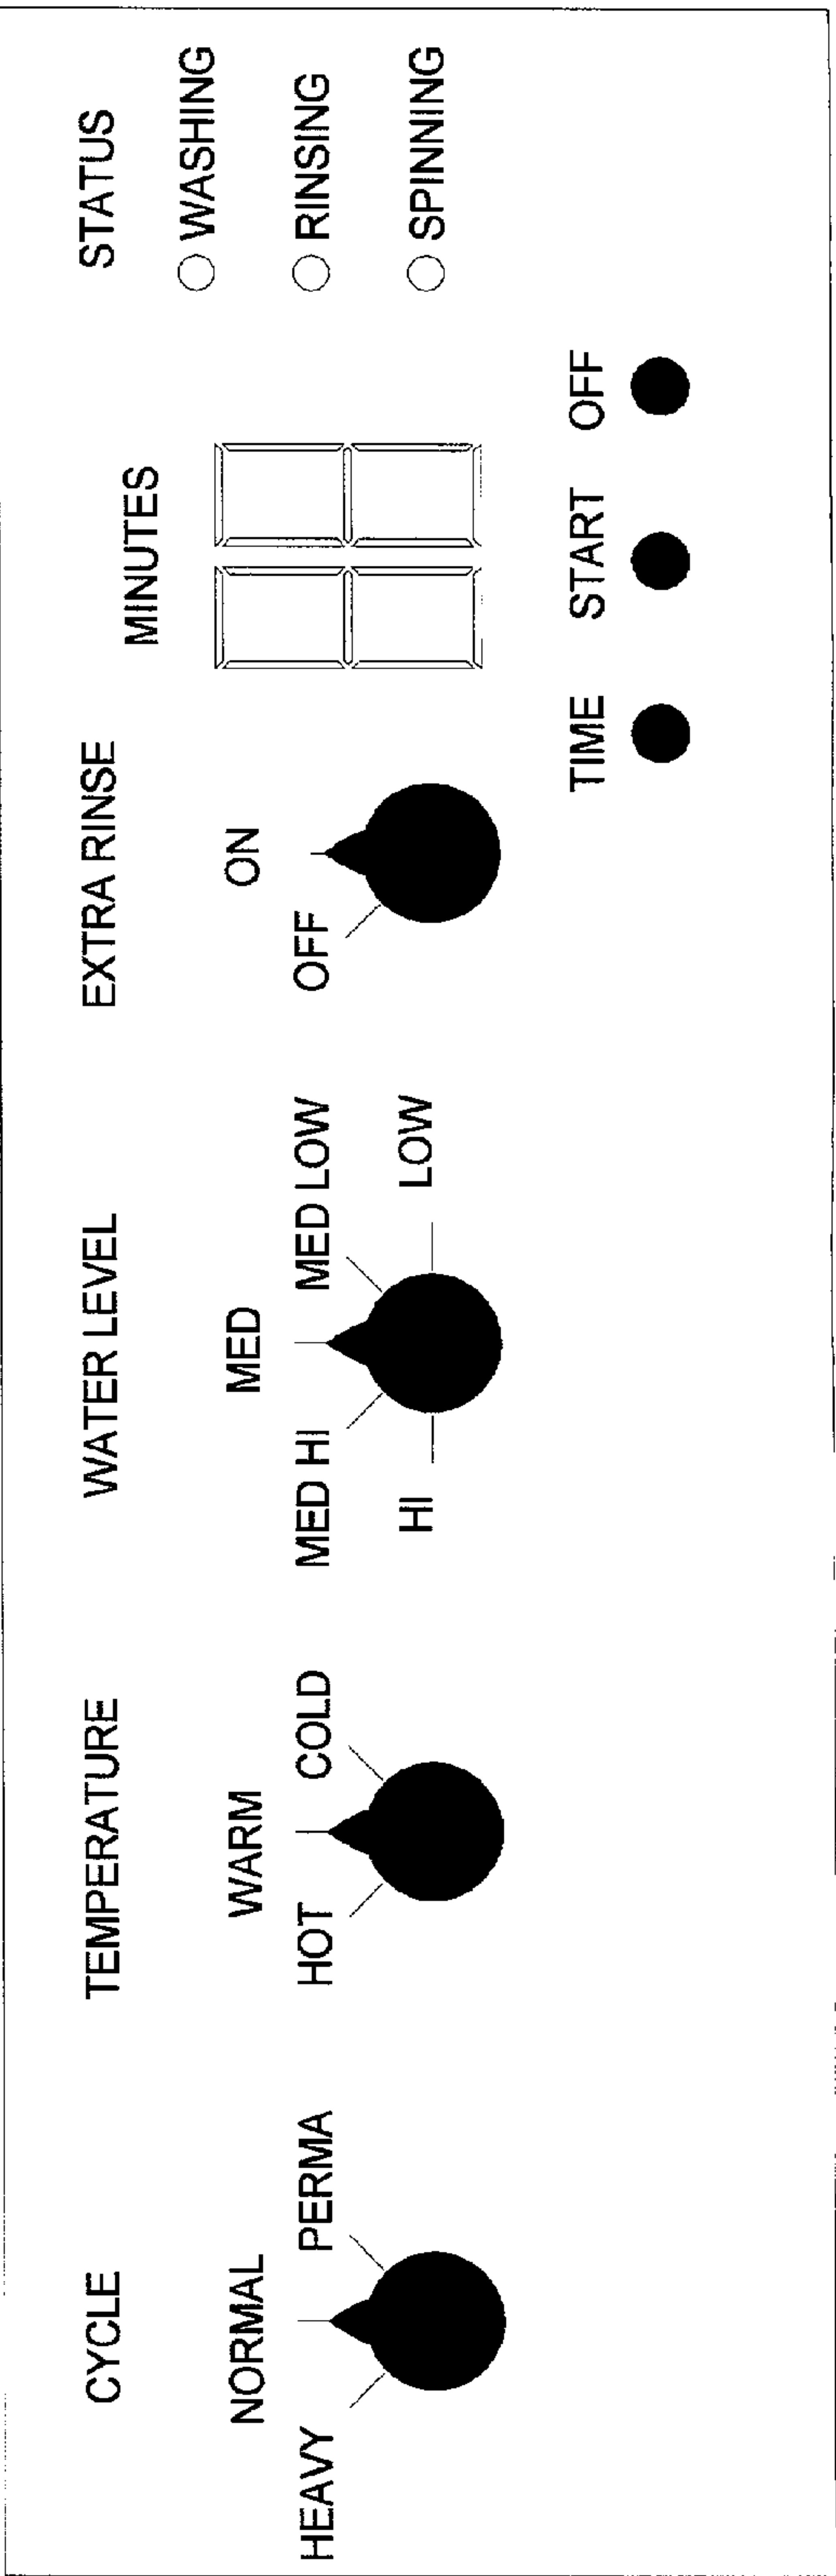 CYCLE
NORMAL
HEAVY
PERMA
TEMPERATURE
WARM
HOT
COLD
WATER LEVEL
MED
MED HI
MED LOW
HI
LOW
EXTRA RINSE
ON
OFF
MINUTES
TIME
START
OFF
STATUS
WASHING
RINSING
SPINNING